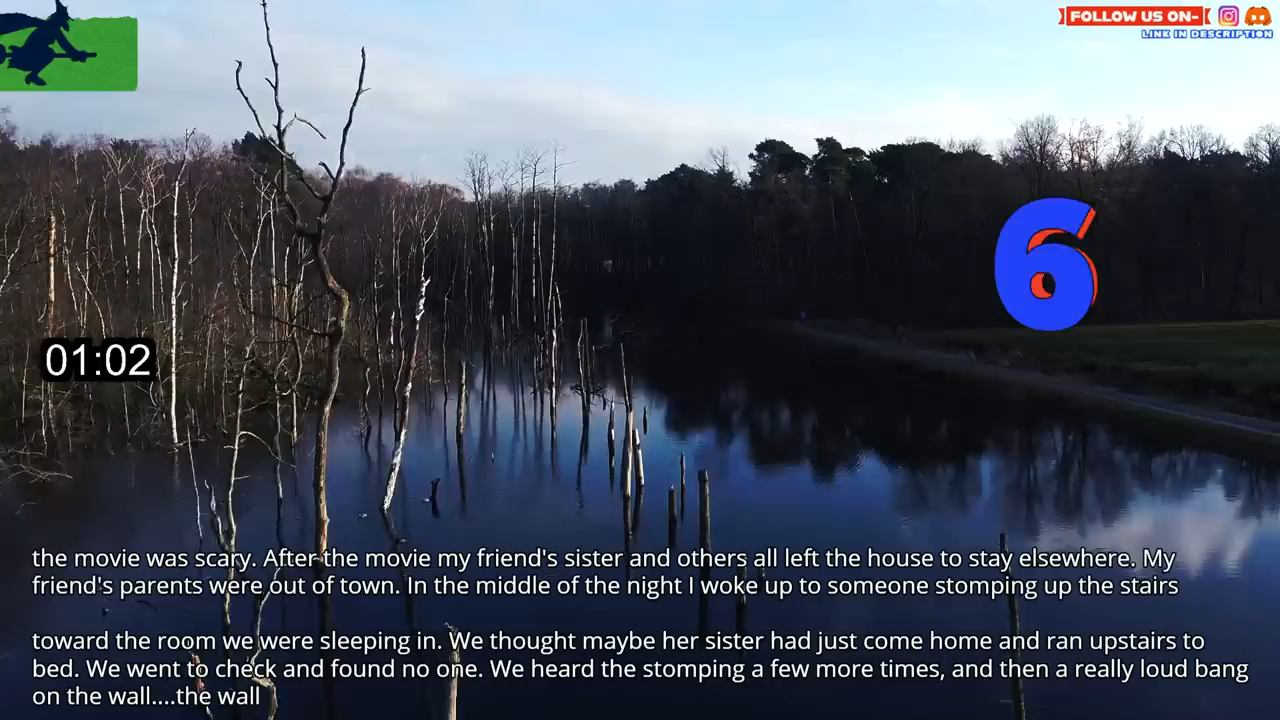 FOLLOW US ON-
LINK IN DESCRIPTION
6
01:02
the movie was scary. After the movie my friend's sister and others all left the house to stay elsewhere. My
friend's parents were out of town. In the middle of the night I woke up to someone stomping up the stairs
toward the room we were sleeping in. We thought maybe her sister had just come home and ran upstairs to
bed. We went to check and found no one. We heard the stomping a few more times, and then a really loud bang
on the wall....the wall